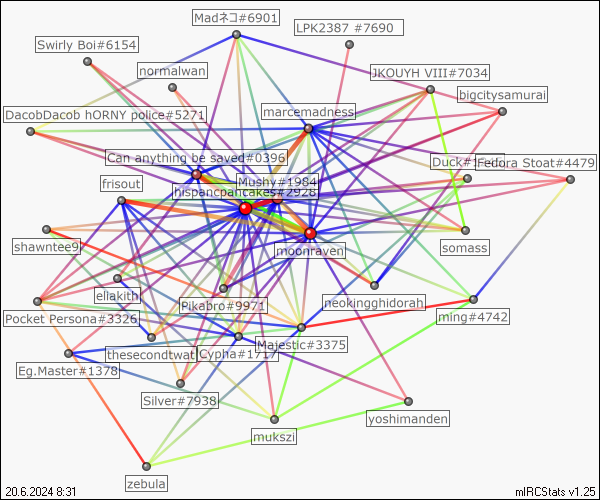 Madネコ#6901
LPK2387 #7690
Swirly Boi#6154
normalwan
JKOUYH VIII#7034
bigcitysamurai
DacobDacob hORNY police#5271
marcemadness
Can anything be saved#0396
Duck#1
Fedora Stoat#4479
frisout
Mushy#1984
hispancpancakes#2928
shawntee9
moonraven
somass
eliakith
Pikabro#9971
neokingghidorah
Pocket Persona#3326
ming#4742
thesecondtwat
Cypha#1717
Majestic#3375
Eg.Master#1378
Silver#7938
yoshimanden
mukszi
zebula
20.6.2024 8:31
mIRCStats v1.25